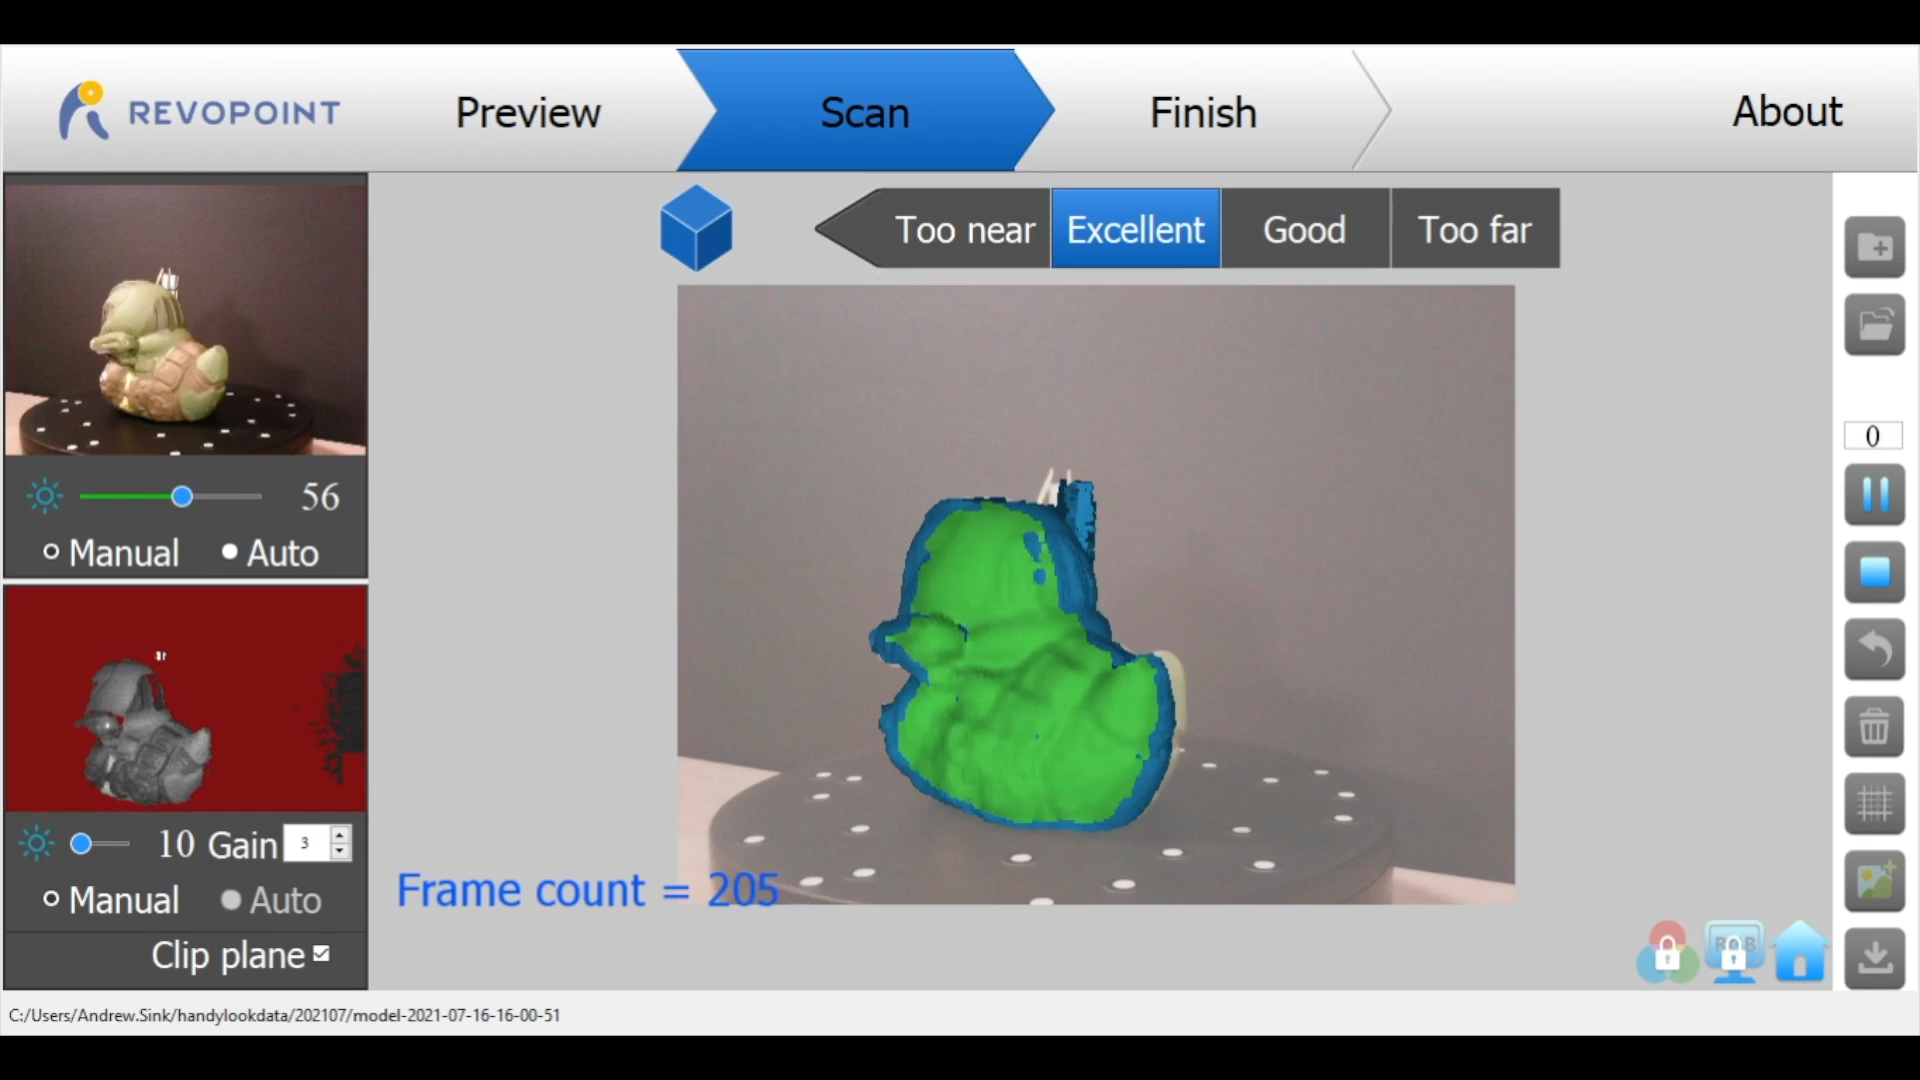 REVOPOINT
Preview
Scan
Finish
About
Too near
Excellent
Good
Too far
56
Manual
Auto
0
10
Gain
3
Manual
Auto
Clip plane
Frame count = 205
RGB
C:/Users/Andrew.Sink/handylookdata/202107/model-2021-07-16-16-00-51